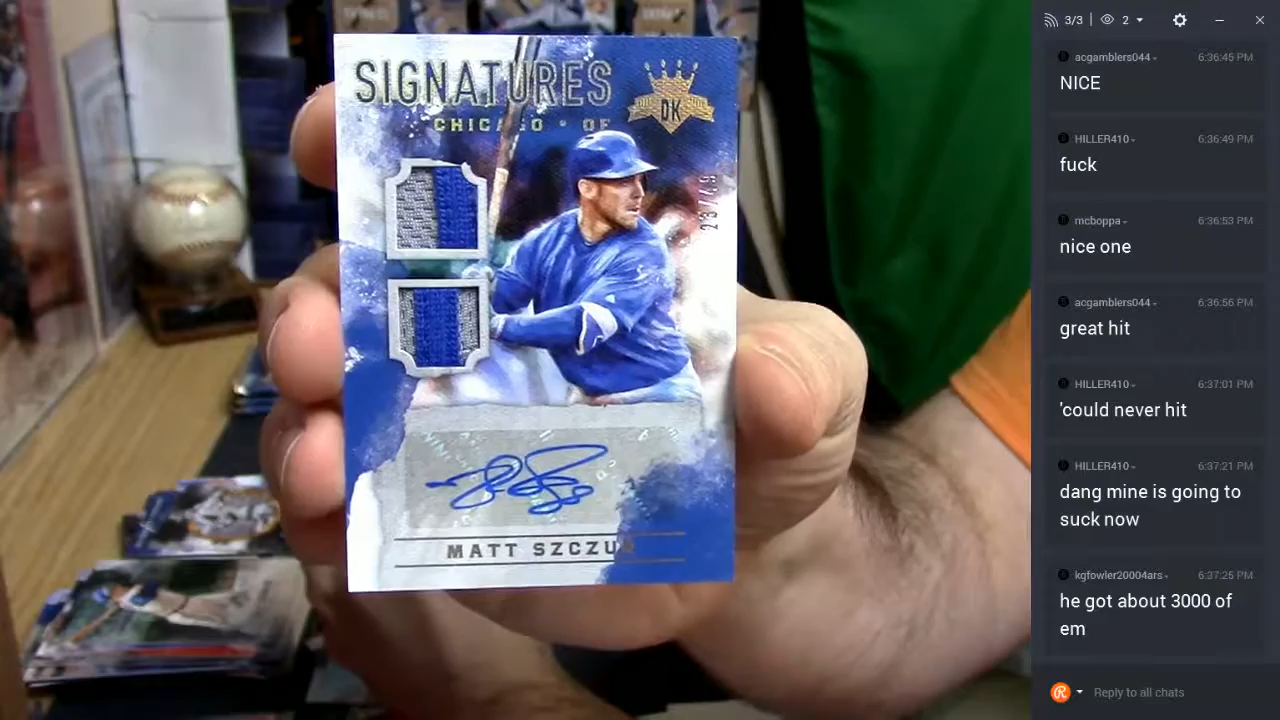 SIGNATURES
DK
CHICAGO • OF
23/49
MATT SZCZUR
3/3
2
acgamblers044
6:36:45 PM
NICE
HILLER410
6:36:49 PM
fuck
mcboppa
6:36:53 PM
nice one
acgamblers044
6:36:56 PM
great hit
HILLER410
6:37:01 PM
'could never hit
HILLER410
6:37:21 PM
dang mine is going to
suck now
kgfowler20004ars
6:37:25 PM
he got about 3000 of
em
Reply to all chats